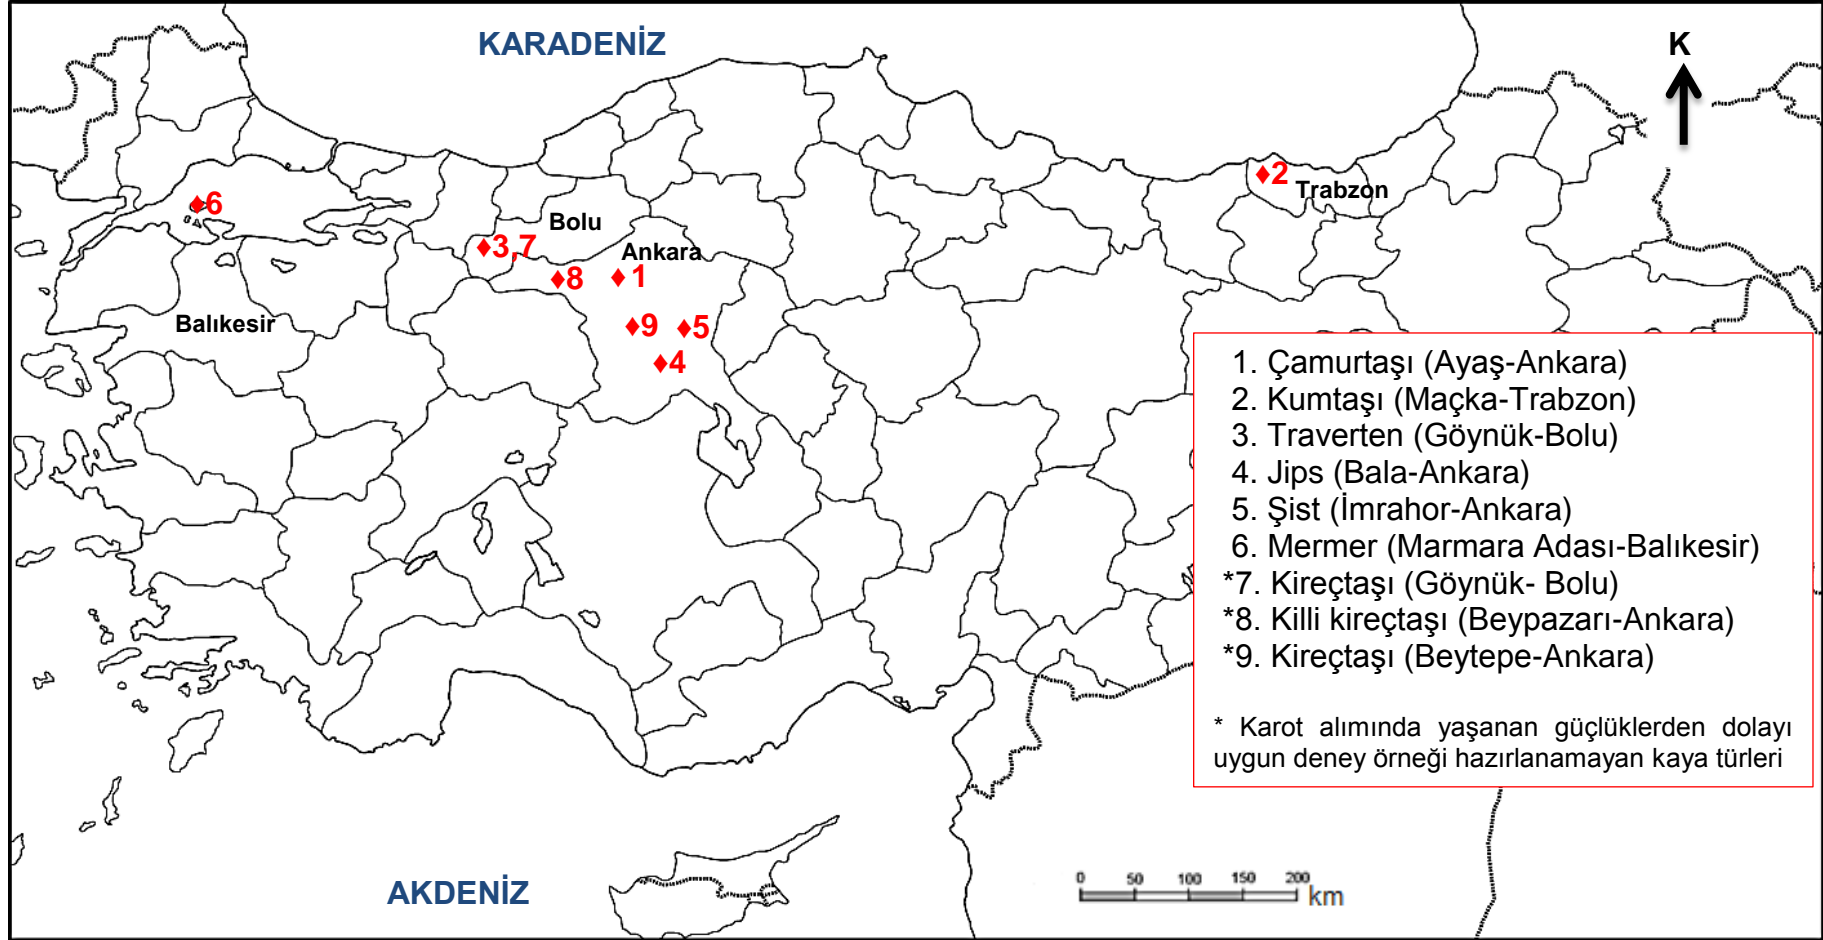 KARADENİZ
K
2
Trabzon
6
Bolu
3,7
Ankara
8
1
Balıkesir
9
5
4
1. Çamurtaşı (Ayaş-Ankara)
2. Kumtaşı (Maçka-Trabzon)
3. Traverten (Göynük-Bolu)
4. Jips (Bala-Ankara)
5. Şist (İmrahor-Ankara)
6. Mermer (Marmara Adası-Balıkesir)
*7. Kireçtaşı (Göynük- Bolu)
*8. Killi kireçtaşı (Beypazarı-Ankara)
*9. Kireçtaşı (Beytepe-Ankara)
* Karot alımında yaşanan güçlüklerden dolayı
uygun deney örneği hazırlanamayan kaya türleri
AKDENİZ
0 50 100 150 200
km